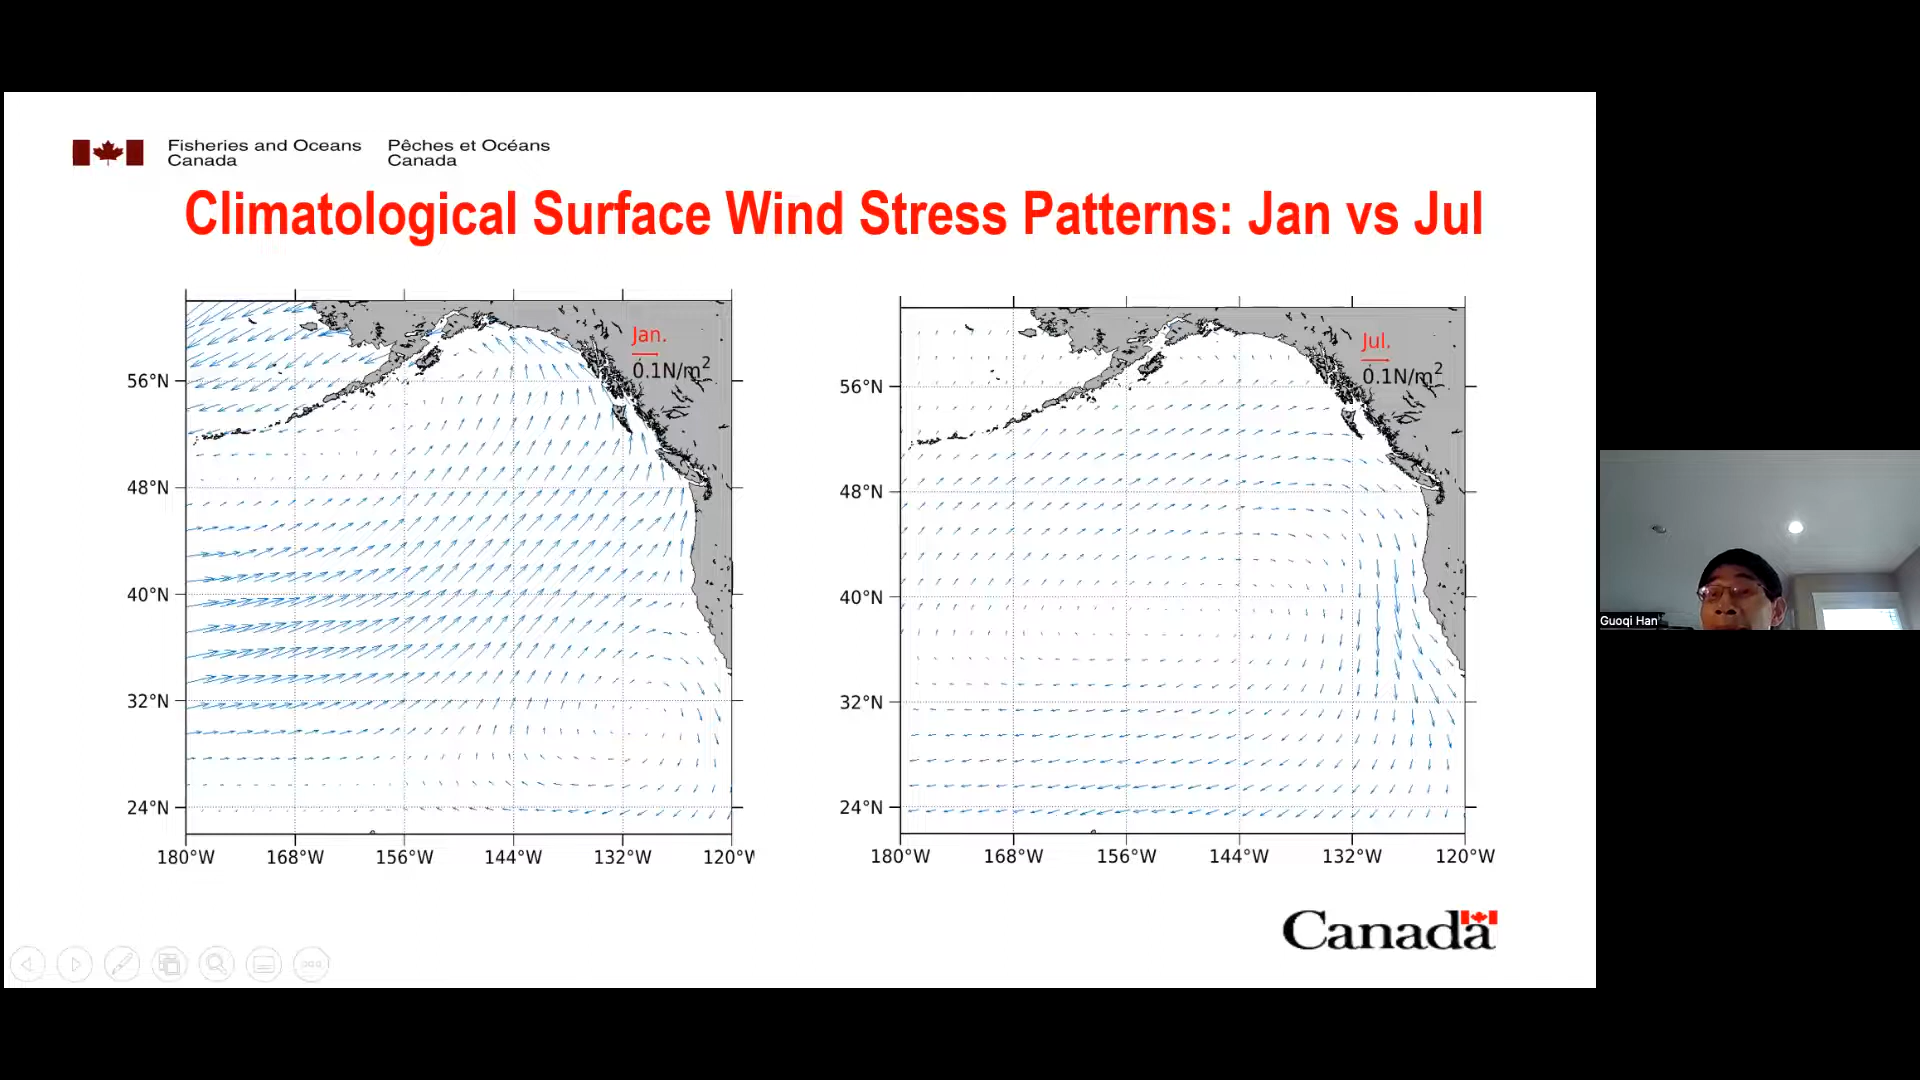 Fisheries and Oceans
Canada
Pêches et Océans
Canada
Climatological Surface Wind Stress Patterns: Jan vs Jul
Jan.
0.1N/m²
56°N
48°N
40°N
32°N
24°N
180°W 168°W 156°W 144°W 132°W 120°W
Jul.
0.1N/m²
56°N
48°N
40°N
32°N
24°N
180°W 168°W 156°W 144°W 132°W 120°W
Canada
Guoqi Han